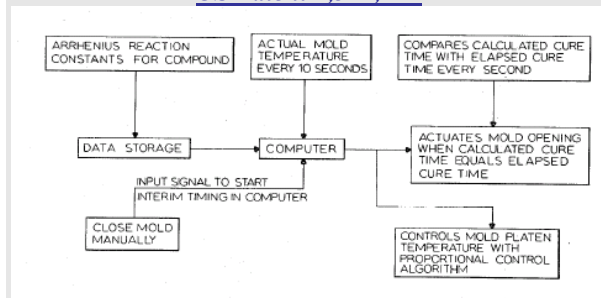 ARRHENIUS REACTION
CONSTANTS FOR COMPOUND
ACTUAL MOLD
TEMPERATURE
EVERY 10 SECONDS
COMPARES CALCULATED CURE
TIME WITH ELAPSED CURE
TIME EVERY SECOND
DATA STORAGE
COMPUTER
ACTUATES MOLD OPENING
WHEN CALCULATED CURE
TIME EQUALS ELAPSED
CURE TIME
INPUT SIGNAL TO START
INTERIM TIMING IN COMPUTER
CLOSE MOLD
MANUALLY
CONTROLS MOLD PLATEN
TEMPERATURE WITH
PROPORTIONAL CONTROL
ALGORITHM